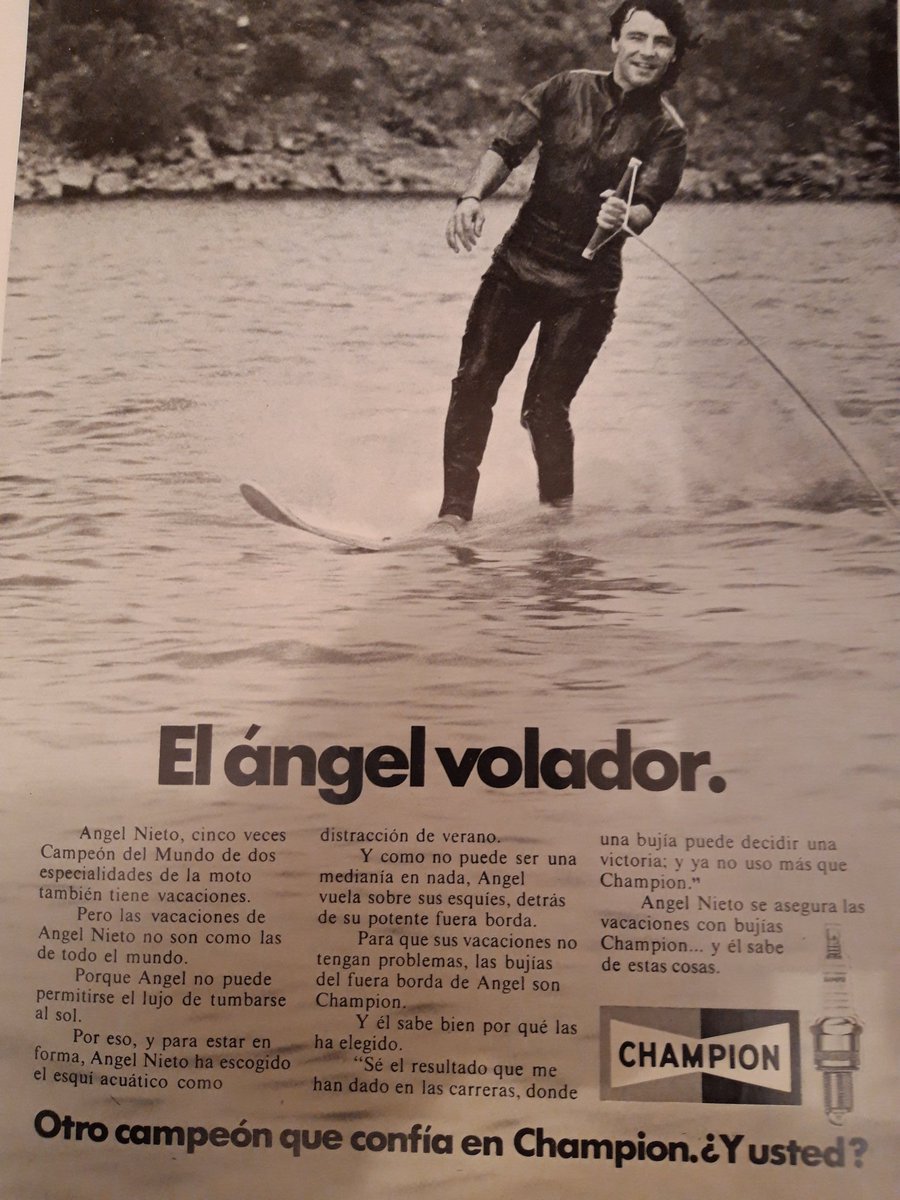 El ángel volador.
Angel Nieto, cinco veces
Campeón del Mundo de dos
especialidades de la moto
también tiene vacaciones.
Pero las vacaciones de
Angel Nieto no son como las
de todo el mundo.
Porque Angel no puede
permitirse el lujo de tumbarse
al sol.
Por eso, y para estar en
forma, Angel Nieto ha escogido
el esquí acuático como
distracción de verano.
Y como no puede ser una
medianía en nada, Angel
vuela sobre sus esquíes, detrás
de su potente fuera borda.
Para que sus vacaciones no
tengan problemas, las bujías
del fuera borda de Angel son
Champion.
Y él sabe bien por qué las
ha elegido.
“Sé el resultado que me
han dado en las carreras, donde
una bujía puede decidir una
victoria; y ya no uso más que
Champion.”
Angel Nieto se asegura las
vacaciones con bujías
Champion... y él sabe
de estas cosas.
CHAMPION
Otro campeón que confía en Champion.¿Y usted?